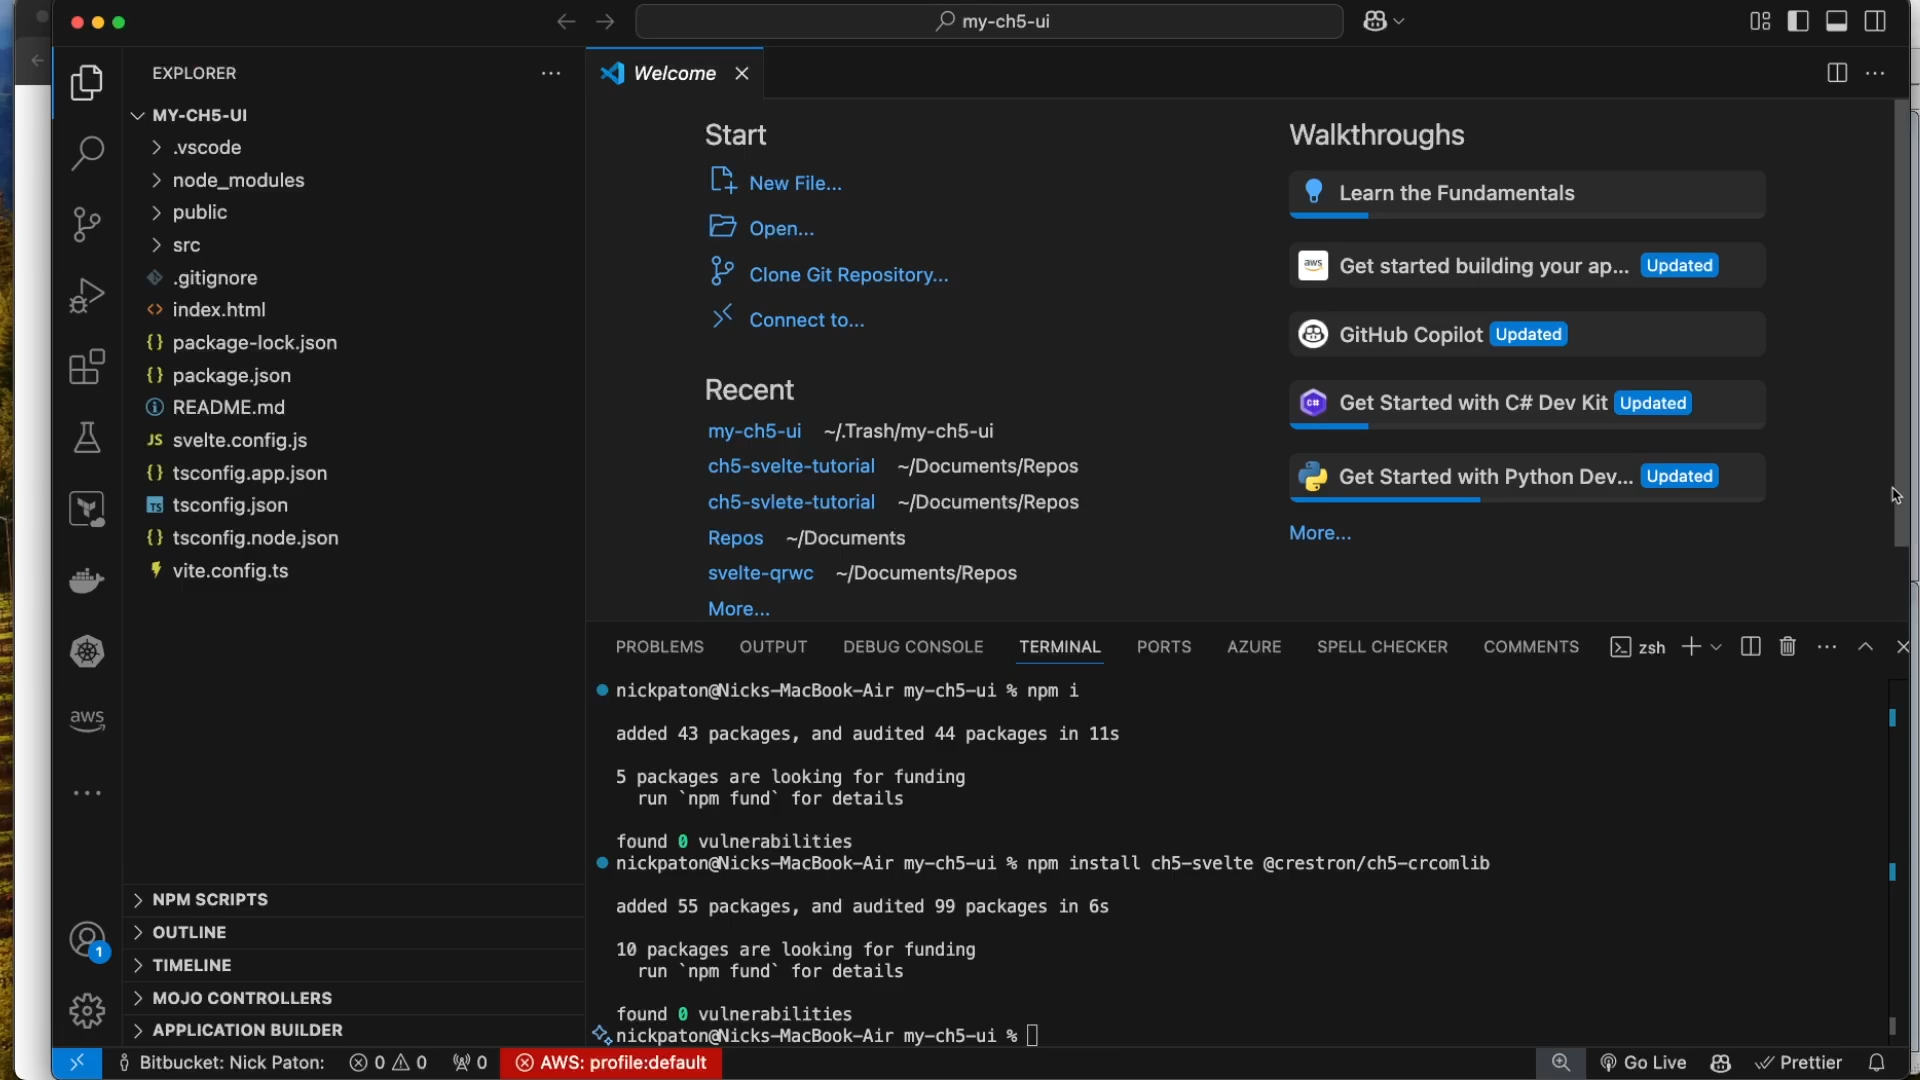 my-ch5-ui
EXPLORER
Welcome
MY-CH5-UI
.vscode
node_modules
public
src
.gitignore
index.html
package-lock.json
package.json
README.md
JS svelte.config.js
tsconfig.app.json
TS tsconfig.json
tsconfig.node.json
vite.config.ts
NPM SCRIPTS
OUTLINE
TIMELINE
MOJO CONTROLLERS
APPLICATION BUILDER
aws
1
Start
New File...
Open...
Clone Git Repository...
Connect to...
Recent
my-ch5-ui ~/.Trash/my-ch5-ui
ch5-svelte-tutorial ~/Documents/Repos
ch5-svlete-tutorial ~/Documents/Repos
Repos ~/Documents
svelte-qrwc ~/Documents/Repos
More...
Walkthroughs
Learn the Fundamentals
aws Get started building your ap... Updated
GitHub Copilot Updated
C# Get Started with C# Dev Kit Updated
Get Started with Python Dev... Updated
More...
PROBLEMS OUTPUT DEBUG CONSOLE TERMINAL PORTS AZURE SPELL CHECKER COMMENTS zsh
nickpaton@Nicks-MacBook-Air my-ch5-ui % npm i
added 43 packages, and audited 44 packages in 11s
5 packages are looking for funding
run `npm fund` for details
found 0 vulnerabilities
nickpaton@Nicks-MacBook-Air my-ch5-ui % npm install ch5-svelte @crestron/ch5-crcomlib
added 55 packages, and audited 99 packages in 6s
10 packages are looking for funding
run `npm fund` for details
found 0 vulnerabilities
nickpaton@Nicks-MacBook-Air my-ch5-ui %
Bitbucket: Nick Paton: 0 0 0 AWS: profile:default Go Live Prettier